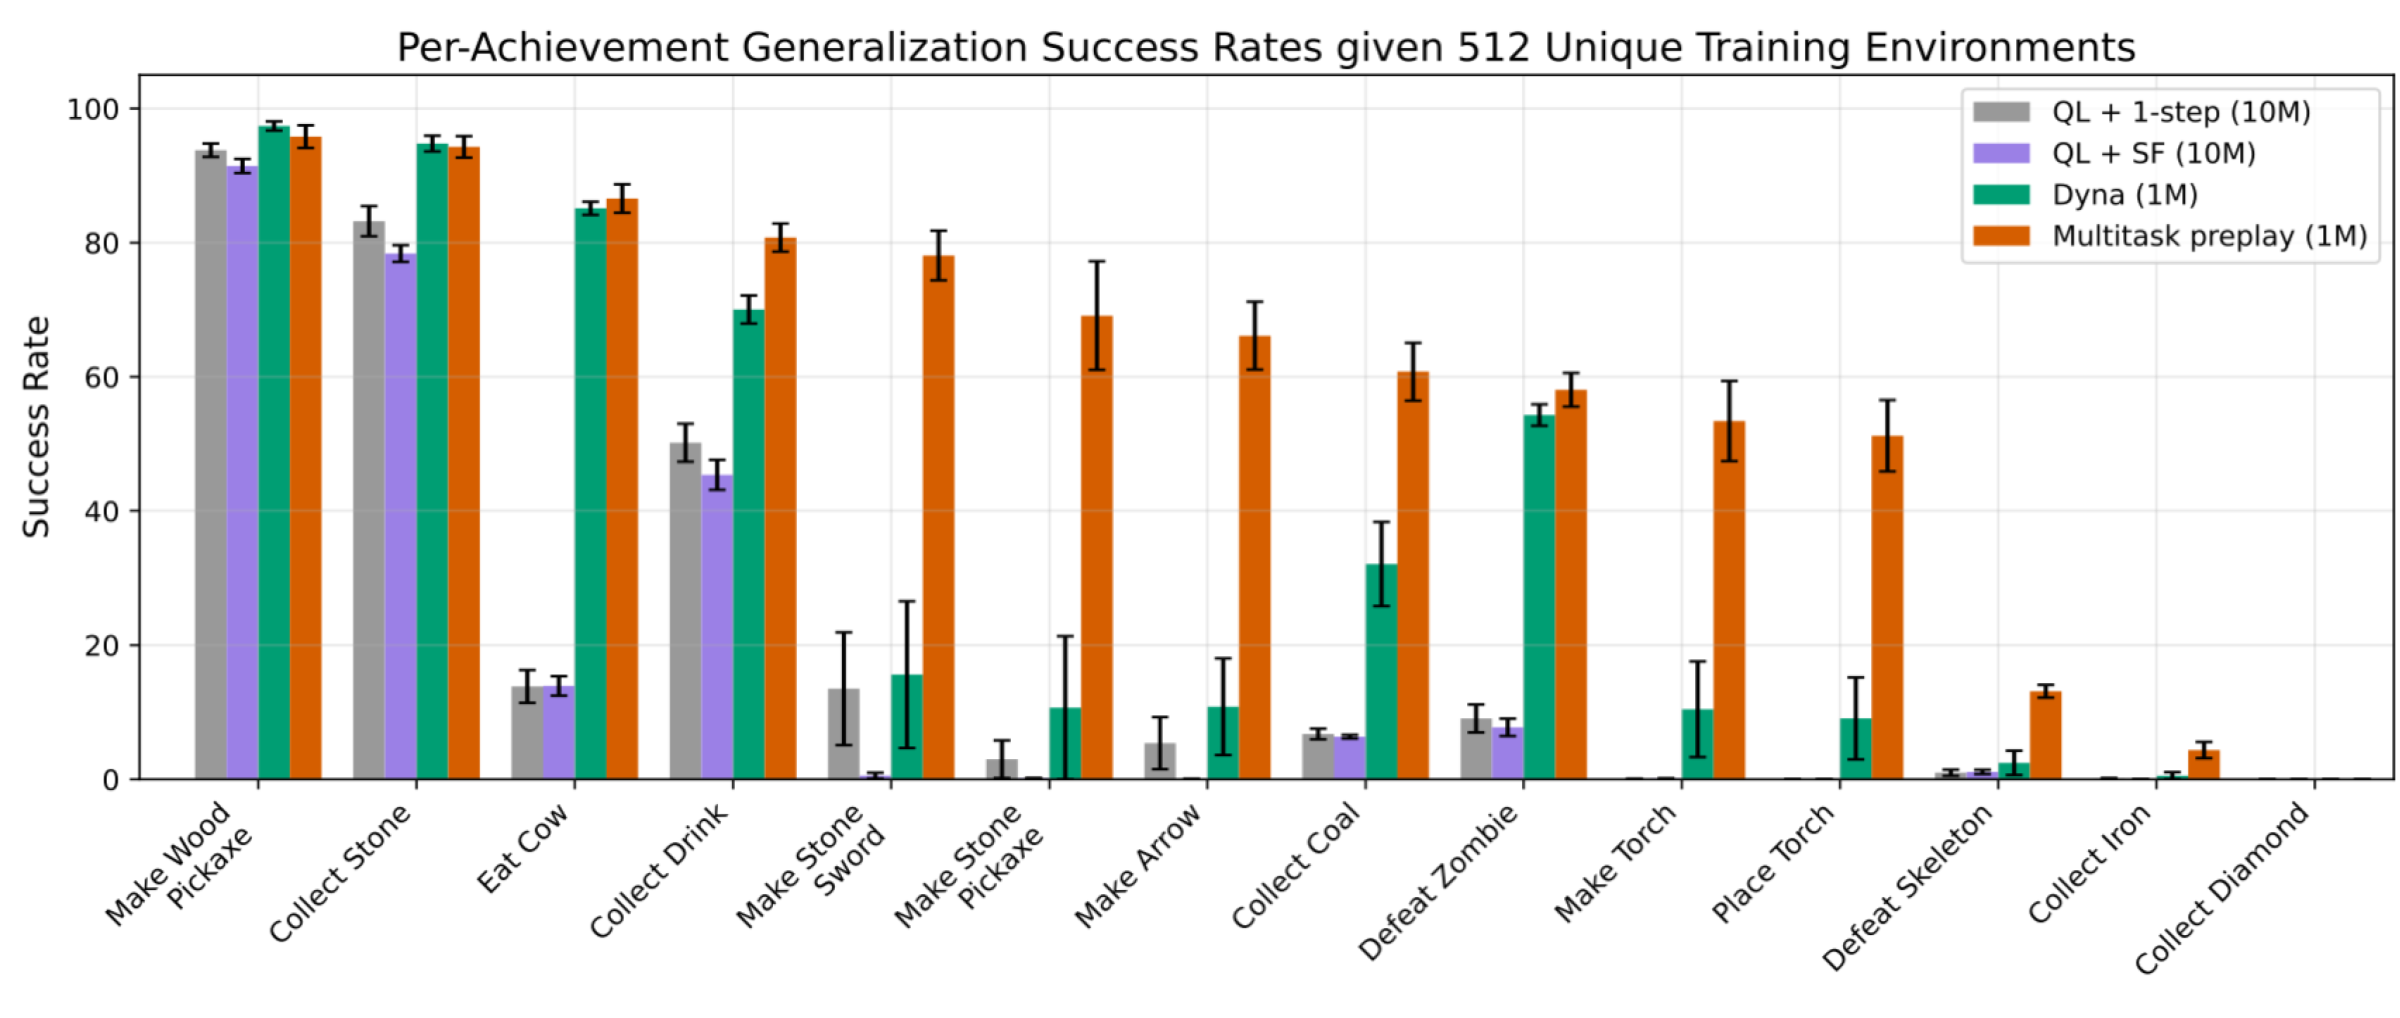 Per-Achievement Generalization Success Rates given 512 Unique Training Environments
Success Rate
100
80
60
40
20
0
QL + 1-step (10M)
QL + SF (10M)
Dyna (1M)
Multitask preplay (1M)
Make Wood
Pickaxe
Collect Stone
Eat Cow
Collect Drink
Make Stone
Sword
Make Stone
Pickaxe
Make Arrow
Collect Coal
Defeat Zombie
Make Torch
Place Torch
Defeat Skeleton
Collect Iron
Collect Diamond